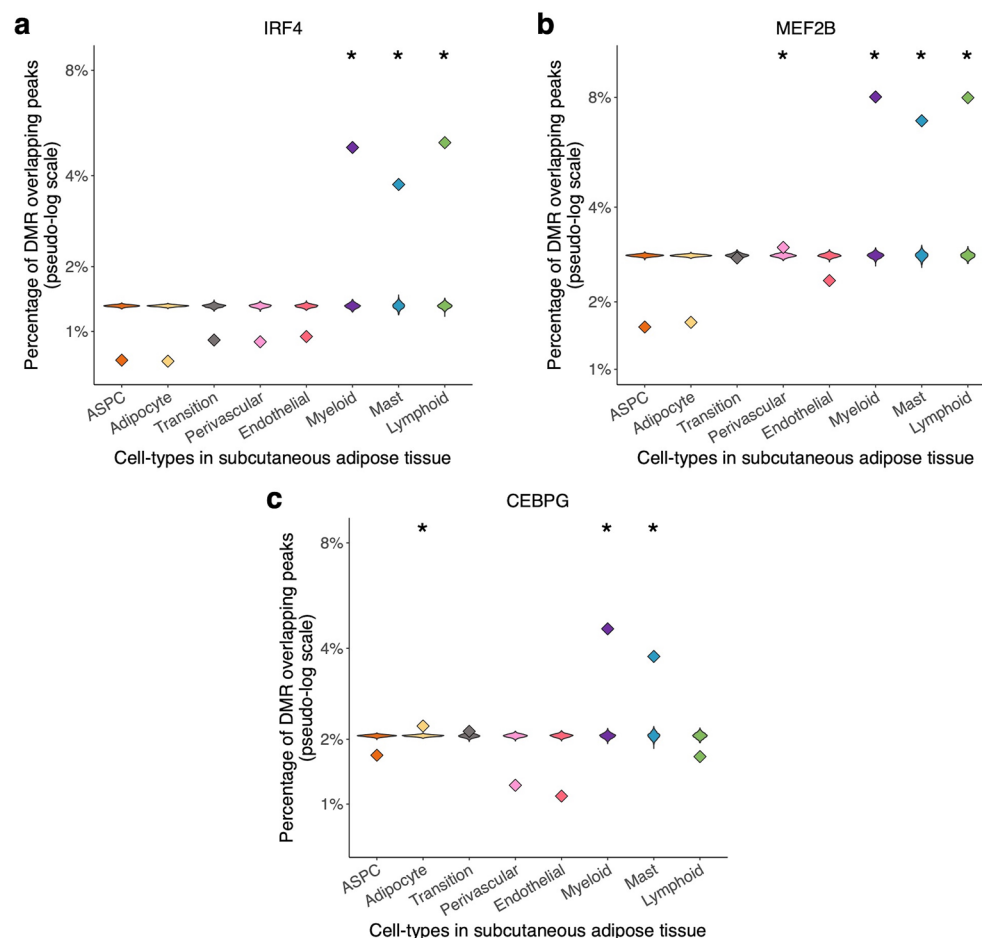 a
IRF4
Percentage of DMR overlapping peaks
(pseudo-log scale)
8%
4%
2%
1%
* * *
ASPC
Adipocyte
Transition
Perivascular
Endothelial
Myeloid
Mast
Lymphoid
Cell-types in subcutaneous adipose tissue
b
MEF2B
Percentage of DMR overlapping peaks
(pseudo-log scale)
8%
4%
2%
1%
* * * *
ASPC
Adipocyte
Transition
Perivascular
Endothelial
Myeloid
Mast
Lymphoid
Cell-types in subcutaneous adipose tissue
c
CEBPG
Percentage of DMR overlapping peaks
(pseudo-log scale)
8%
4%
2%
1%
* * *
ASPC
Adipocyte
Transition
Perivascular
Endothelial
Myeloid
Mast
Lymphoid
Cell-types in subcutaneous adipose tissue